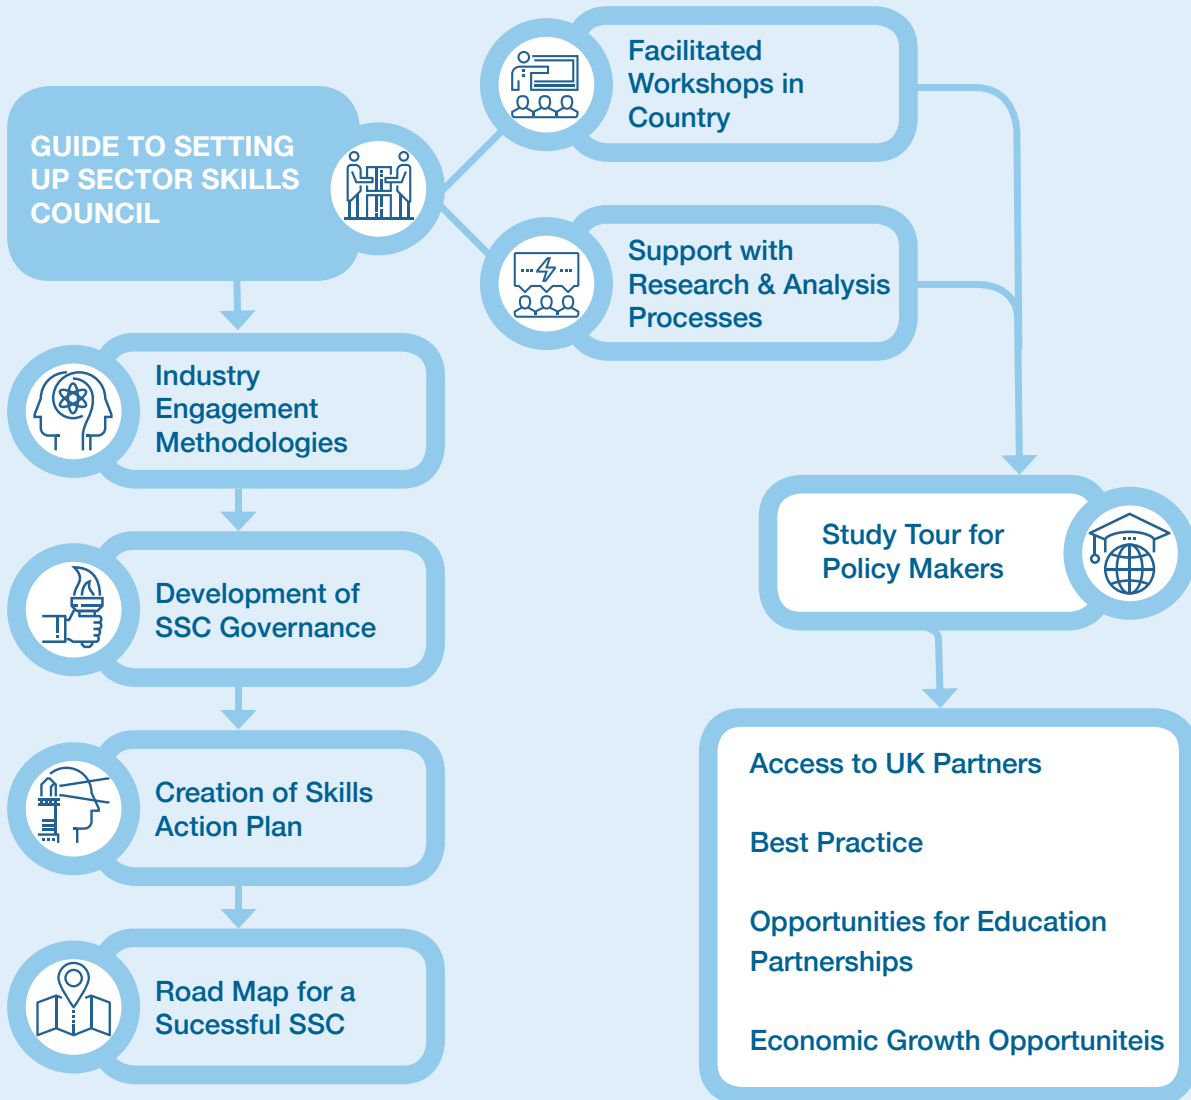 GUIDE TO SETTING
UP SECTOR SKILLS
COUNCIL
Facilitated
Workshops in
Country
Support with
Research & Analysis
Processes
Industry
Engagement
Methodologies
Development of
SSC Governance
Creation of Skills
Action Plan
Road Map for a
Sucessful SSC
Study Tour for
Policy Makers
Access to UK Partners
Best Practice
Opportunities for Education
Partnerships
Economic Growth Opportuniteis